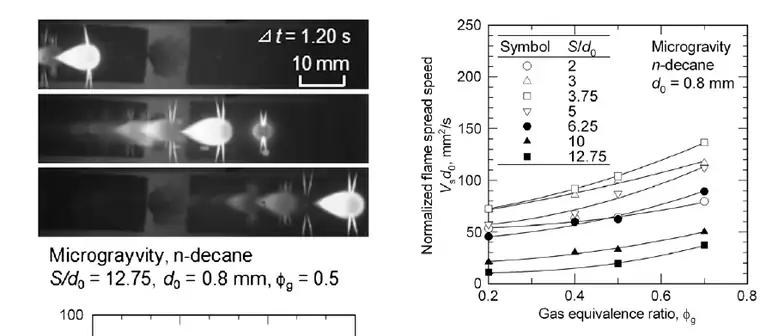 Δt = 1.20 s
10 mm
Micrograyvity, n-decane
S/d0 = 12.75, d0 = 0.8 mm, ϕg = 0.5
100
Normalized flame spread speed
Vsd0, mm²/s
250
200
150
100
50
0
0.2
0.4
0.6
0.8
Gas equivalence ratio, ϕg
Symbol S/d0
2
3
3.75
5
6.25
10
12.75
Microgravity
n-decane
d0 = 0.8 mm